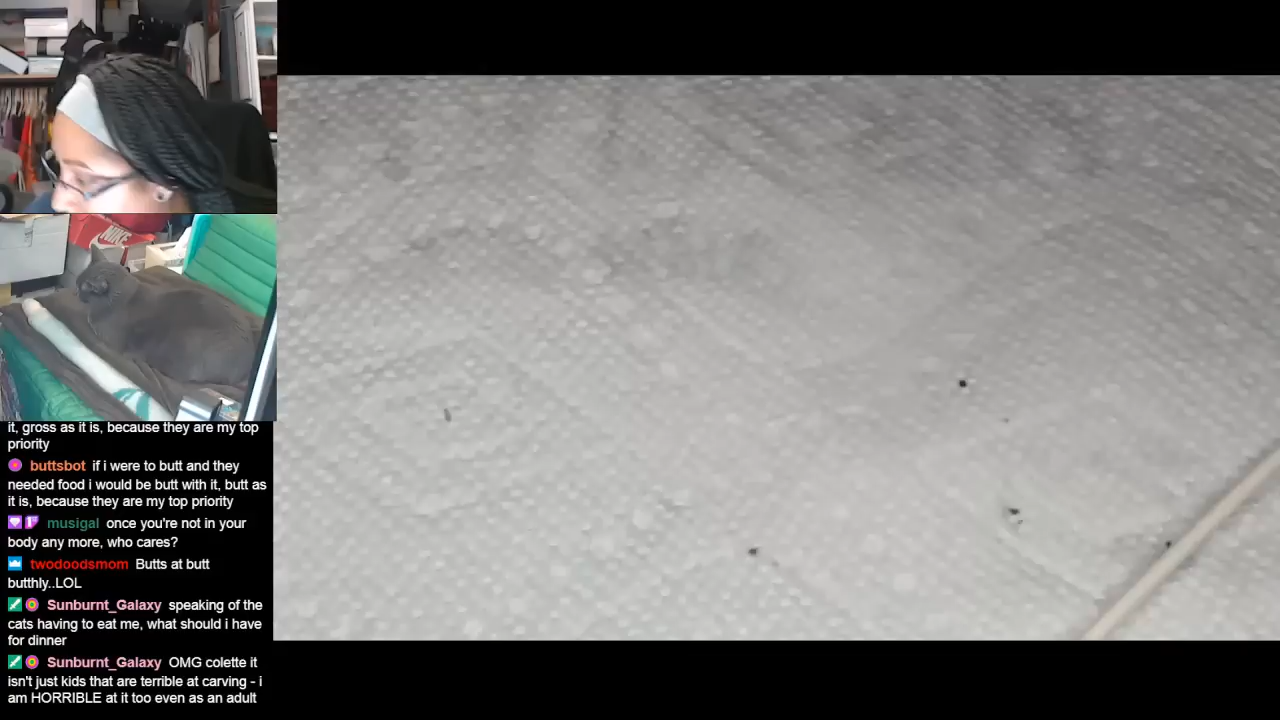 NIKE
it, gross as it is, because they are my top
priority
buttsbot if i were to butt and they
needed food i would be butt with it, butt as
it is, because they are my top priority
musigal once you're not in your
body any more, who cares?
twodoodsmom Butts at butt
butthly..LOL
Sunburnt_Galaxy speaking of the
cats having to eat me, what should i have
for dinner
Sunburnt_Galaxy OMG colette it
isn't just kids that are terrible at carving - i
am HORRIBLE at it too even as an adult